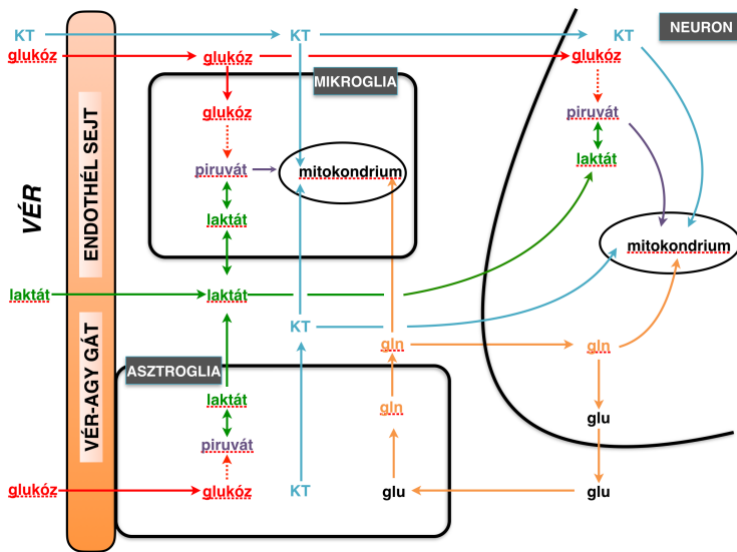 KT
KT
KT
NEURON
glukóz
glukóz
glukóz
MIKROGLIA
glukóz
piruvát
piruvát
mitokondrium
laktát
laktát
mitokondrium
VÉR
ENDOTHÉL SEJT
VÉR-AGY GÁT
laktát
laktát
KT
gln
gln
ASZTROGLIA
laktát
gln
glu
piruvát
glukóz
glukóz
KT
glu
glu